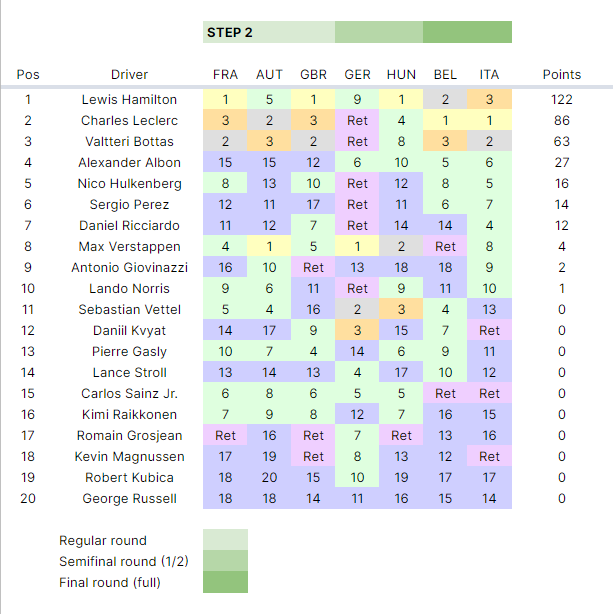 STEP 2
Pos Driver FRA AUT GBR GER HUN BEL ITA Points
1 Lewis Hamilton 1 5 1 9 1 2 3 122
2 Charles Leclerc 3 2 3 Ret 4 1 1 86
3 Valtteri Bottas 2 3 2 Ret 8 3 2 63
4 Alexander Albon 15 15 12 6 10 5 6 27
5 Nico Hulkenberg 8 13 10 Ret 12 8 5 16
6 Sergio Perez 12 11 17 Ret 11 6 7 14
7 Daniel Ricciardo 11 12 7 Ret 14 14 4 12
8 Max Verstappen 4 1 5 1 2 Ret 8 4
9 Antonio Giovinazzi 16 10 Ret 13 18 18 9 2
10 Lando Norris 9 6 11 Ret 9 11 10 1
11 Sebastian Vettel 5 4 16 2 3 4 13 0
12 Daniil Kvyat 14 17 9 3 15 7 Ret 0
13 Pierre Gasly 10 7 4 14 6 9 11 0
14 Lance Stroll 13 14 13 4 17 10 12 0
15 Carlos Sainz Jr. 6 8 6 5 5 Ret Ret 0
16 Kimi Raikkonen 7 9 8 12 7 16 15 0
17 Romain Grosjean Ret 16 Ret 7 Ret 13 16 0
18 Kevin Magnussen 17 19 Ret 8 13 12 Ret 0
19 Robert Kubica 18 20 15 10 19 17 17 0
20 George Russell 18 18 14 11 16 15 14 0
Regular round
Semifinal round (1/2)
Final round (full)